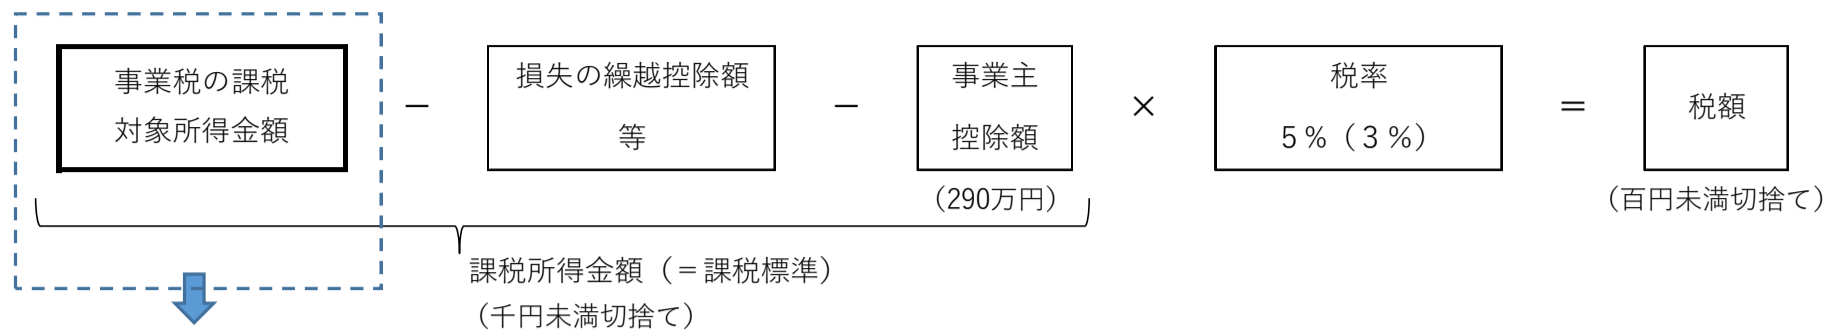 事業税の課税
対象所得金額
－
損失の繰越控除額
等
－
事業主
控除額
（290万円）
×
税率
5％（3％）
＝
税額
（百円未満切捨て）
課税所得金額（＝課税標準）
（千円未満切捨て）